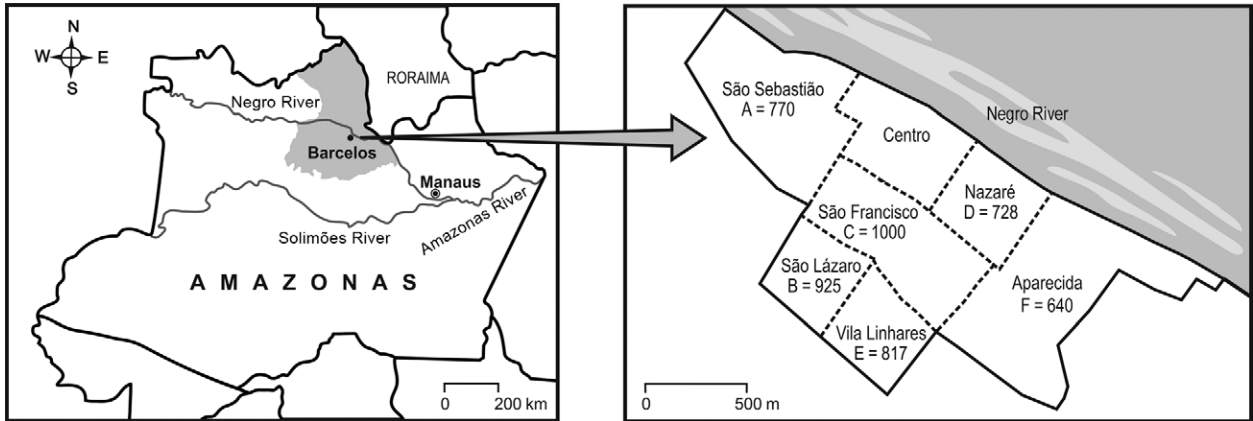 N
W E
S
RORAIMA
Negro River
Barcelos
Manaus
Amazonas River
Solimões River
AMAZONAS
0 200 km
São Sebastião
A = 770
Centro
Negro River
Nazaré
D = 728
São Francisco
C = 1000
São Lázaro
B = 925
Aparecida
F = 640
Vila Linhares
E = 817
0 500 m